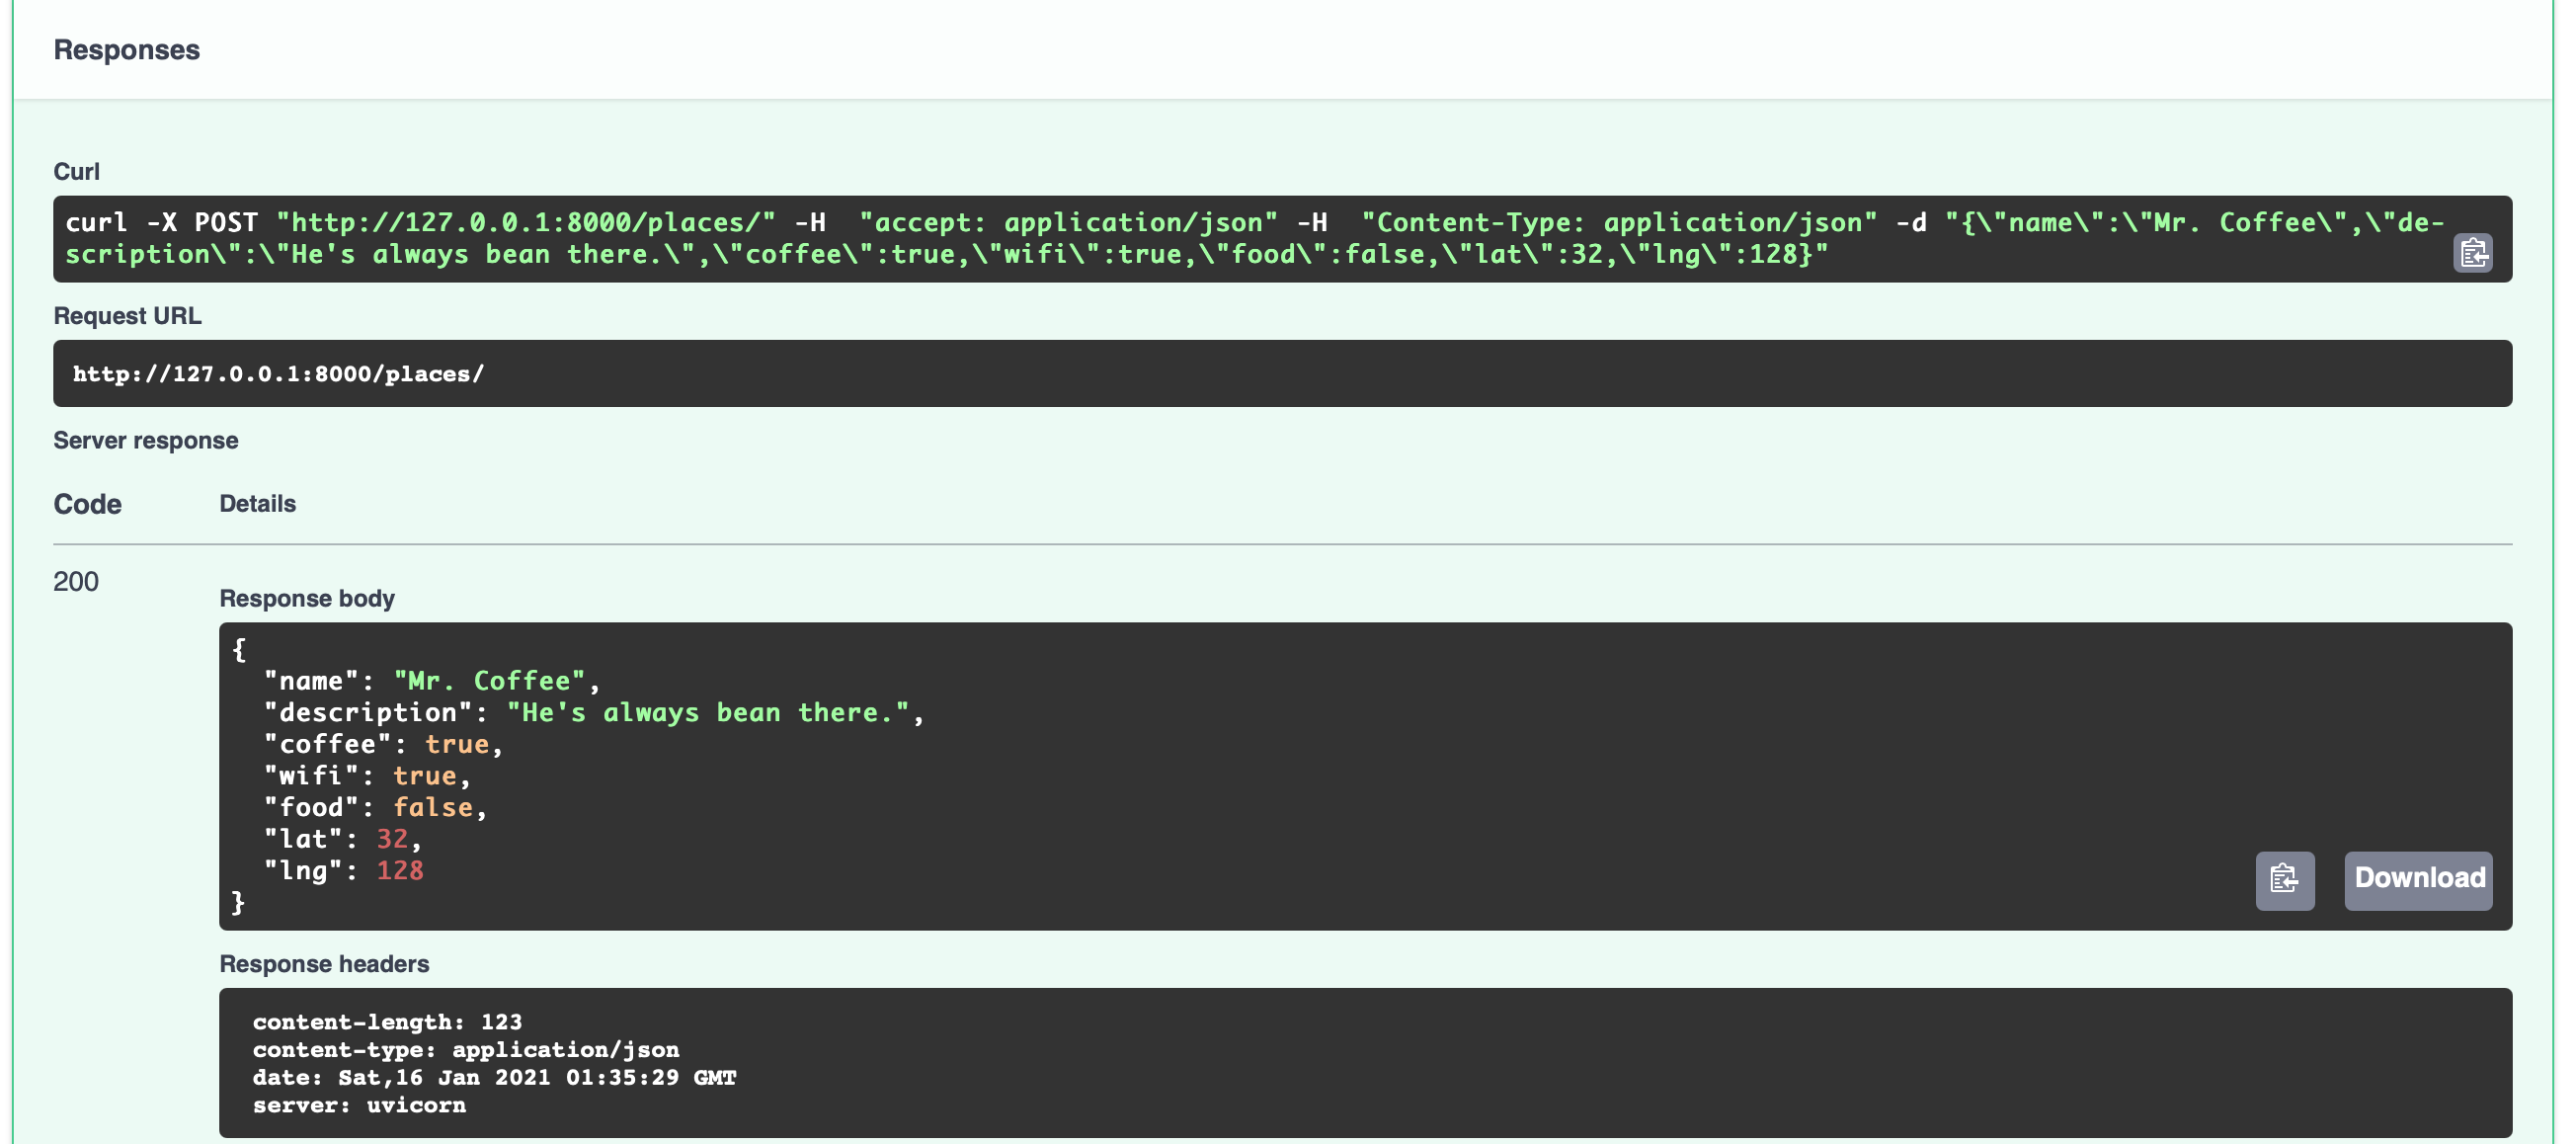 Responses
Curl
curl -X POST "http://127.0.0.1:8000/places/" -H  "accept: application/json" -H  "Content-Type: application/json" -d "{\"name\":\"Mr. Coffee\",\"de-
scription\":\"He's always bean there.\",\"coffee\":true,\"wifi\":true,\"food\":false,\"lat\":32,\"lng\":128}"
Request URL
http://127.0.0.1:8000/places/
Server response
Code Details
200
Response body
{
  "name": "Mr. Coffee",
  "description": "He's always bean there.",
  "coffee": true,
  "wifi": true,
  "food": false,
  "lat": 32,
  "lng": 128
}
Download
Response headers
content-length: 123
content-type: application/json
date: Sat,16 Jan 2021 01:35:29 GMT
server: uvicorn